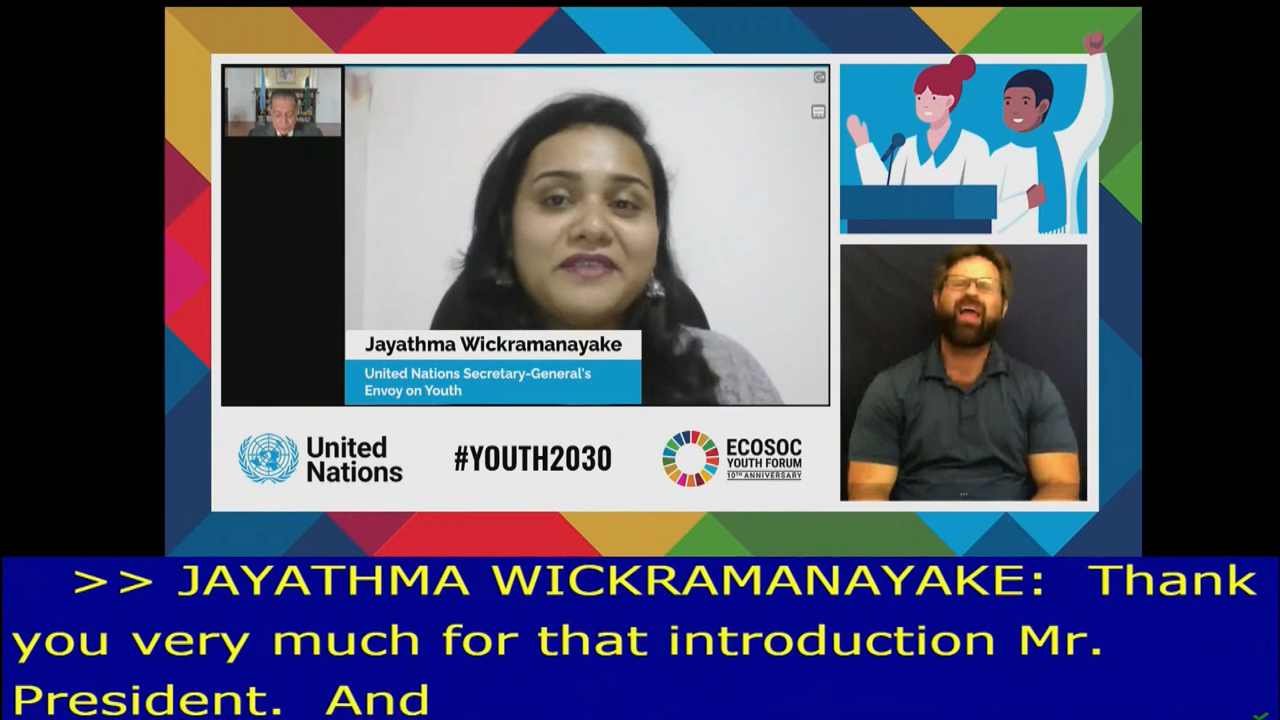 Jayathma Wickramanayake
United Nations Secretary-General's
Envoy on Youth
United
Nations
#YOUTH2030
ECOSOC
YOUTH FORUM
10TH ANNIVERSARY
>> JAYATHMA WICKRAMANAYAKE: Thank
you very much for that introduction Mr.
President. And